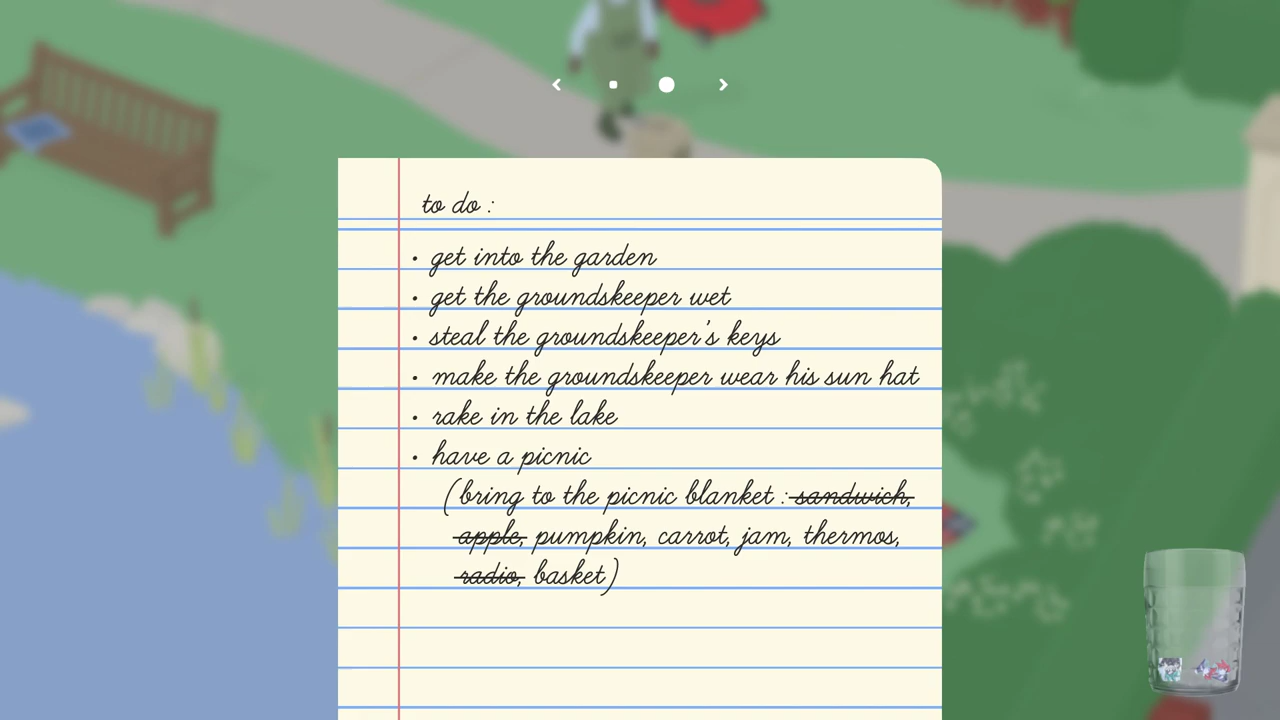 to do :
• get into the garden
• get the groundskeeper wet
• steal the groundskeeper's keys
• make the groundskeeper wear his sun hat
• rake in the lake
• have a picnic
(bring to the picnic blanket : sandwich,
apple, pumpkin, carrot, jam, thermos,
radio, basket)